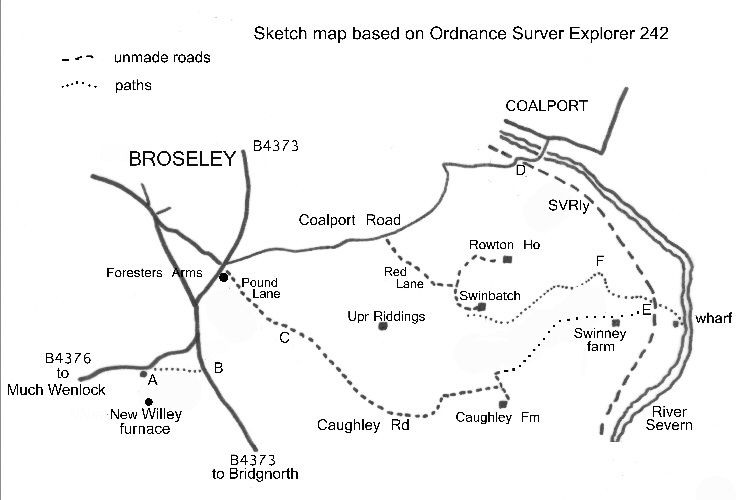 Sketch map based on Ordnance Surver Explorer 242
unmade roads
paths
COALPORT
BROSELEY
B4373
D
SVRly
Coalport Road
Rowton Ho
Foresters Arms
Red
Lane
F
Pound
Lane
Swinbatch
E
wharf
Upr Riddings
C
Swinney
farm
B4376
to
Much Wenlock
A
B
New Willey
furnace
Caughley Rd
Caughley Fm
River
Severn
B4373
to Bridgnorth